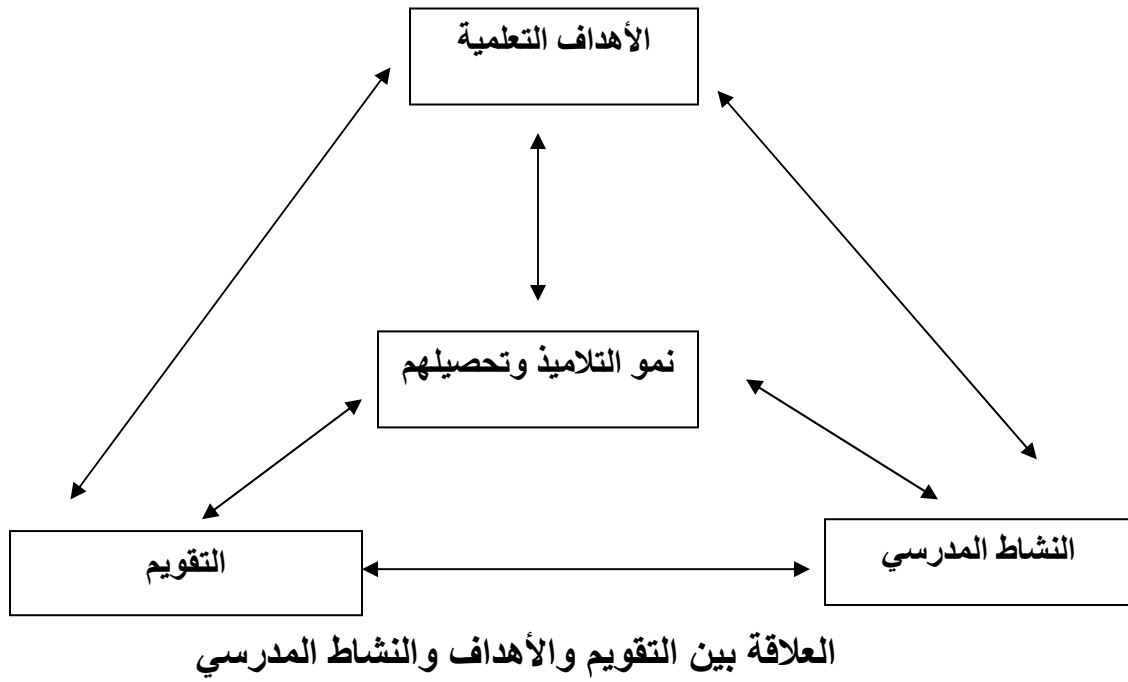 الأهداف التعلمية
نمو التلاميذ وتحصيلهم
النشاط المدرسي
التقويم
العلاقة بين التقويم والأهداف والنشاط المدرسي